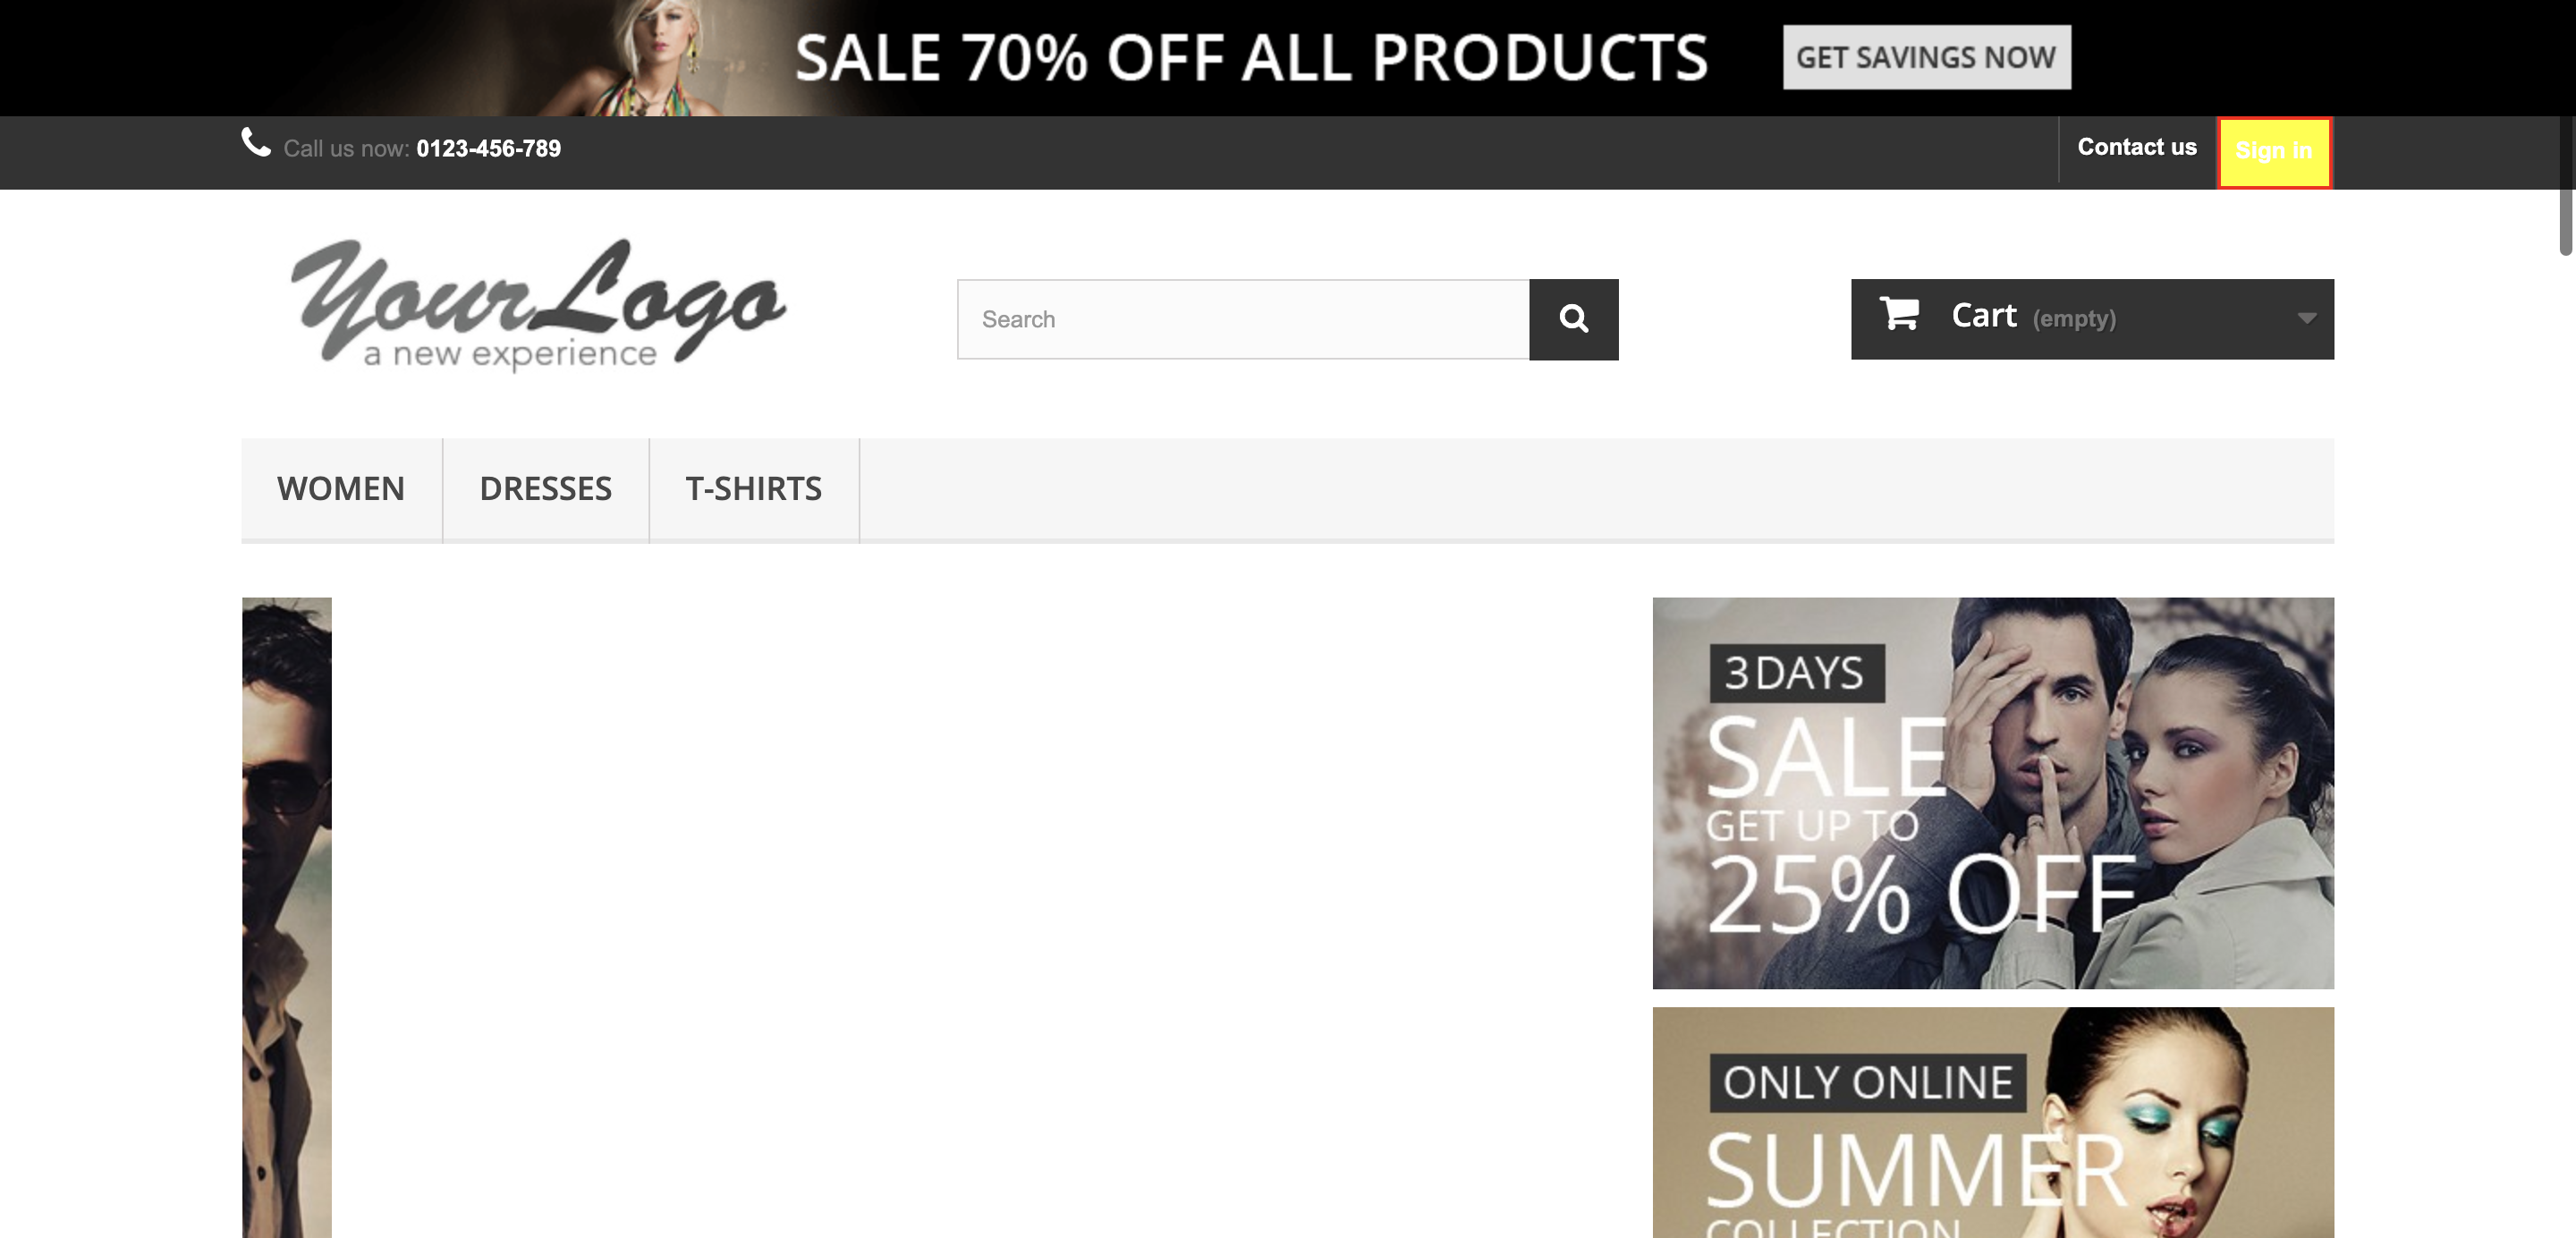 SALE 70% OFF ALL PRODUCTS
GET SAVINGS NOW
Call us now: 0123-456-789
Contact us
Sign in
YourLogo
a new experience
Search
Cart (empty)
WOMEN
DRESSES
T-SHIRTS
3 DAYS
SALE
GET UP TO
25% OFF
ONLY ONLINE
SUMMER
COLLECTION